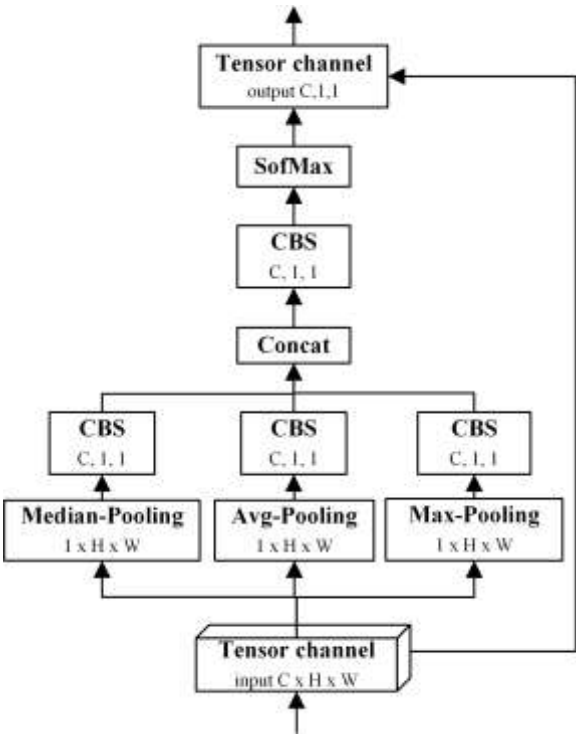 Tensor channel
output C,1,1
SofMax
CBS
C, 1, 1
Concat
CBS
C, 1, 1
CBS
C, 1, 1
CBS
C, 1, 1
Median-Pooling
1 x H x W
Avg-Pooling
1 x H x W
Max-Pooling
1 x H x W
Tensor channel
input C x H x W